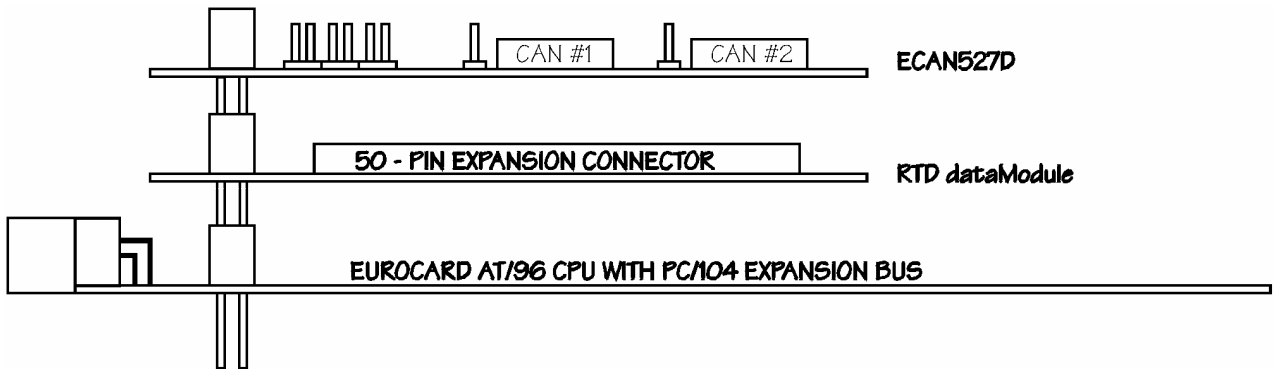 CAN #1
CAN #2
ECAN527D
50 - PIN EXPANSION CONNECTOR
RTD dataModule
EUROCARD AT/96 CPU WITH PC/104 EXPANSION BUS